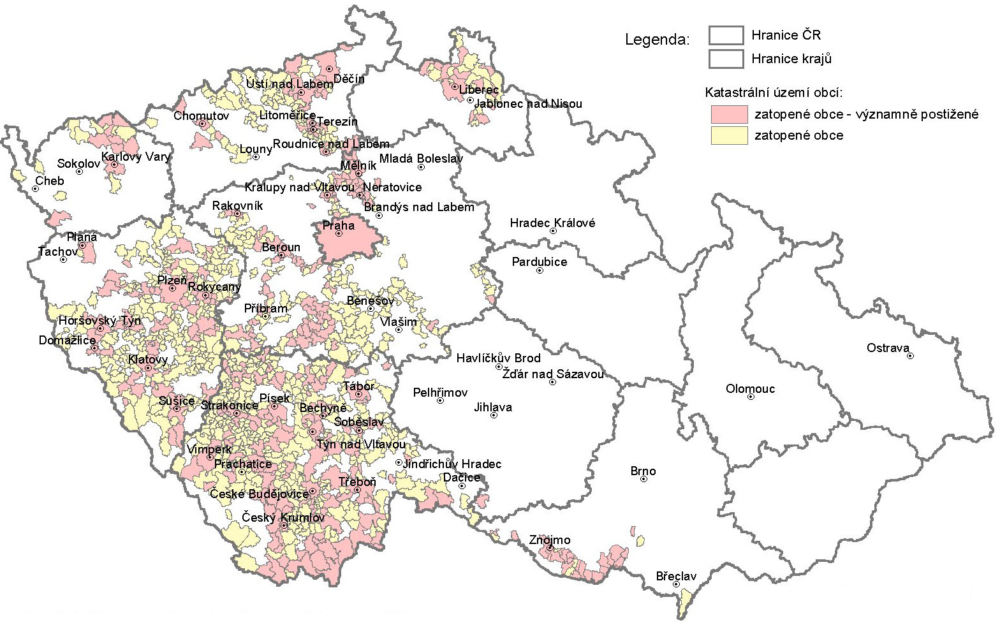 Legenda:
Hranice ČR
Hranice krajů
Katastrální území obcí:
zatopené obce - významně postižené
zatopené obce
Děčín
Ústí nad Labem
Liberec
Jablonec nad Nisou
Chomutov
Litoměřice
Terezín
Roudnice nad Labem
Louny
Karlovy Vary
Sokolov
Cheb
Mladá Boleslav
Mělník
Kralupy nad Vltavou
Neratovice
Rakovník
Brandýs nad Labem
Praha
Hradec Králové
Planá
Tachov
Beroun
Pardubice
Plzeň
Rokycany
Příbram
Benešov
Horšovský Týn
Vlašim
Domažlice
Klatovy
Havlíčkův Brod
Žďár nad Sázavou
Ostrava
Tábor
Pelhřimov
Olomouc
Sušice
Strakonice
Písek
Bechyně
Jihlava
Soběslav
Týn nad Vltavou
Vimperk
Prachatice
Jindřichův Hradec
Dačice
Brno
Třeboň
České Budějovice
Český Krumlov
Znojmo
Břeclav